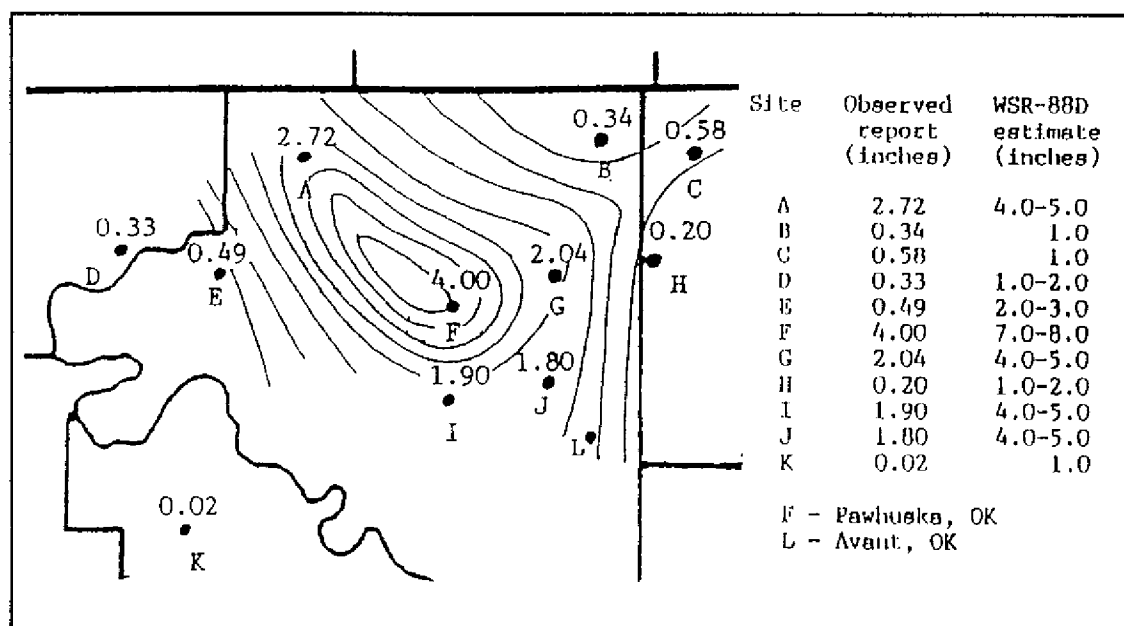 0.34
0.58
2.72
B
C
A
0.33
0.49
0.20
2.04
D
E
4.00
G
H
F
1.90
1.80
J
I
L
0.02
K
Site Observed WSR-88D
report estimate
(inches) (inches)
A 2.72 4.0-5.0
B 0.34 1.0
C 0.58 1.0
D 0.33 1.0-2.0
E 0.49 2.0-3.0
F 4.00 7.0-8.0
G 2.04 4.0-5.0
H 0.20 1.0-2.0
I 1.90 4.0-5.0
J 1.80 4.0-5.0
K 0.02 1.0
F - Pawhuska, OK
L - Avant, OK